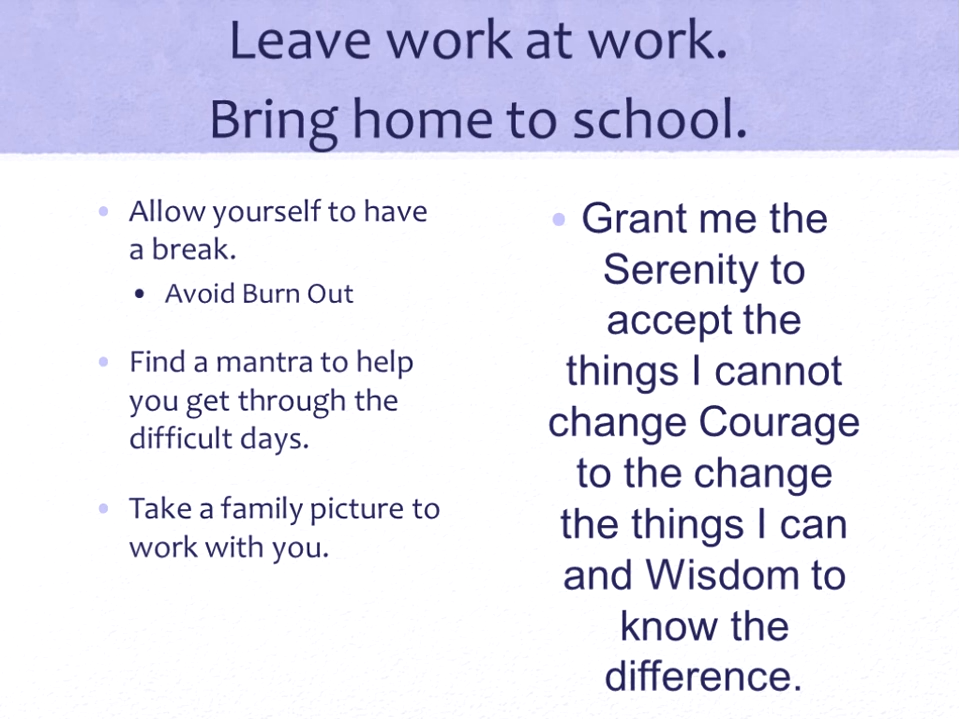 Leave work at work.
Bring home to school.
• Allow yourself to have
a break.
• Avoid Burn Out
• Find a mantra to help
you get through the
difficult days.
• Take a family picture to
work with you.
• Grant me the
Serenity to
accept the
things I cannot
change Courage
to the change
the things I can
and Wisdom to
know the
difference.